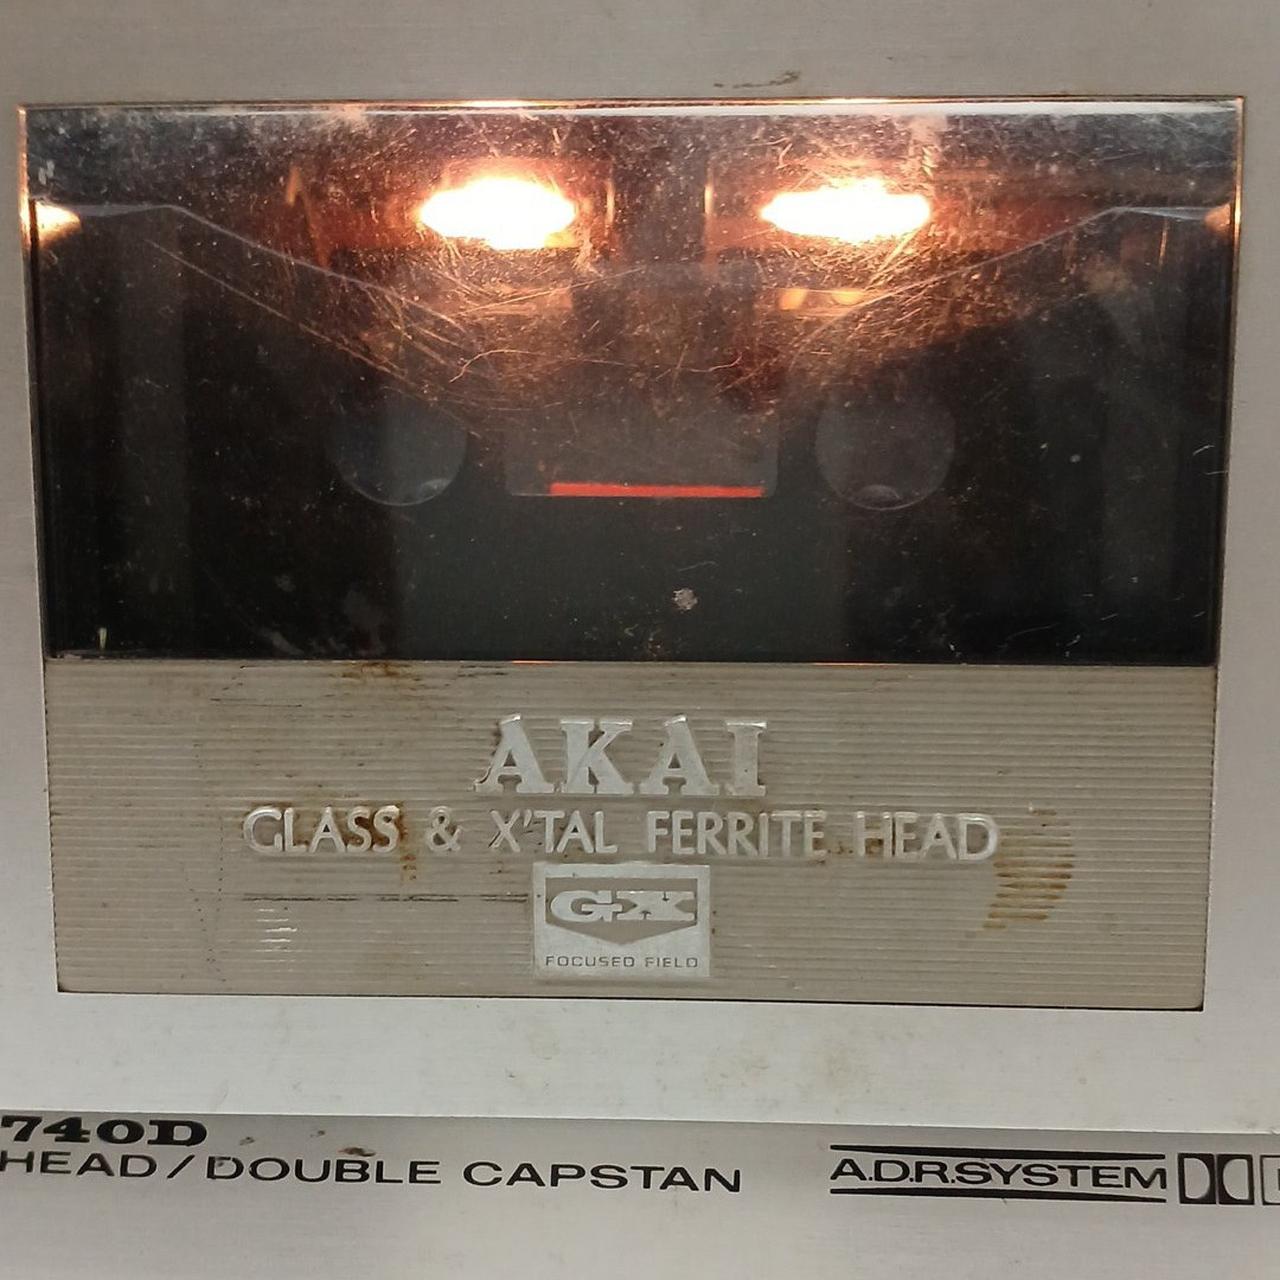 AKAI
GLASS & X'TAL FERRITE HEAD
GX
FOCUSED FIELD
740D
HEAD/DOUBLE CAPSTAN
A.D.R.SYSTEM